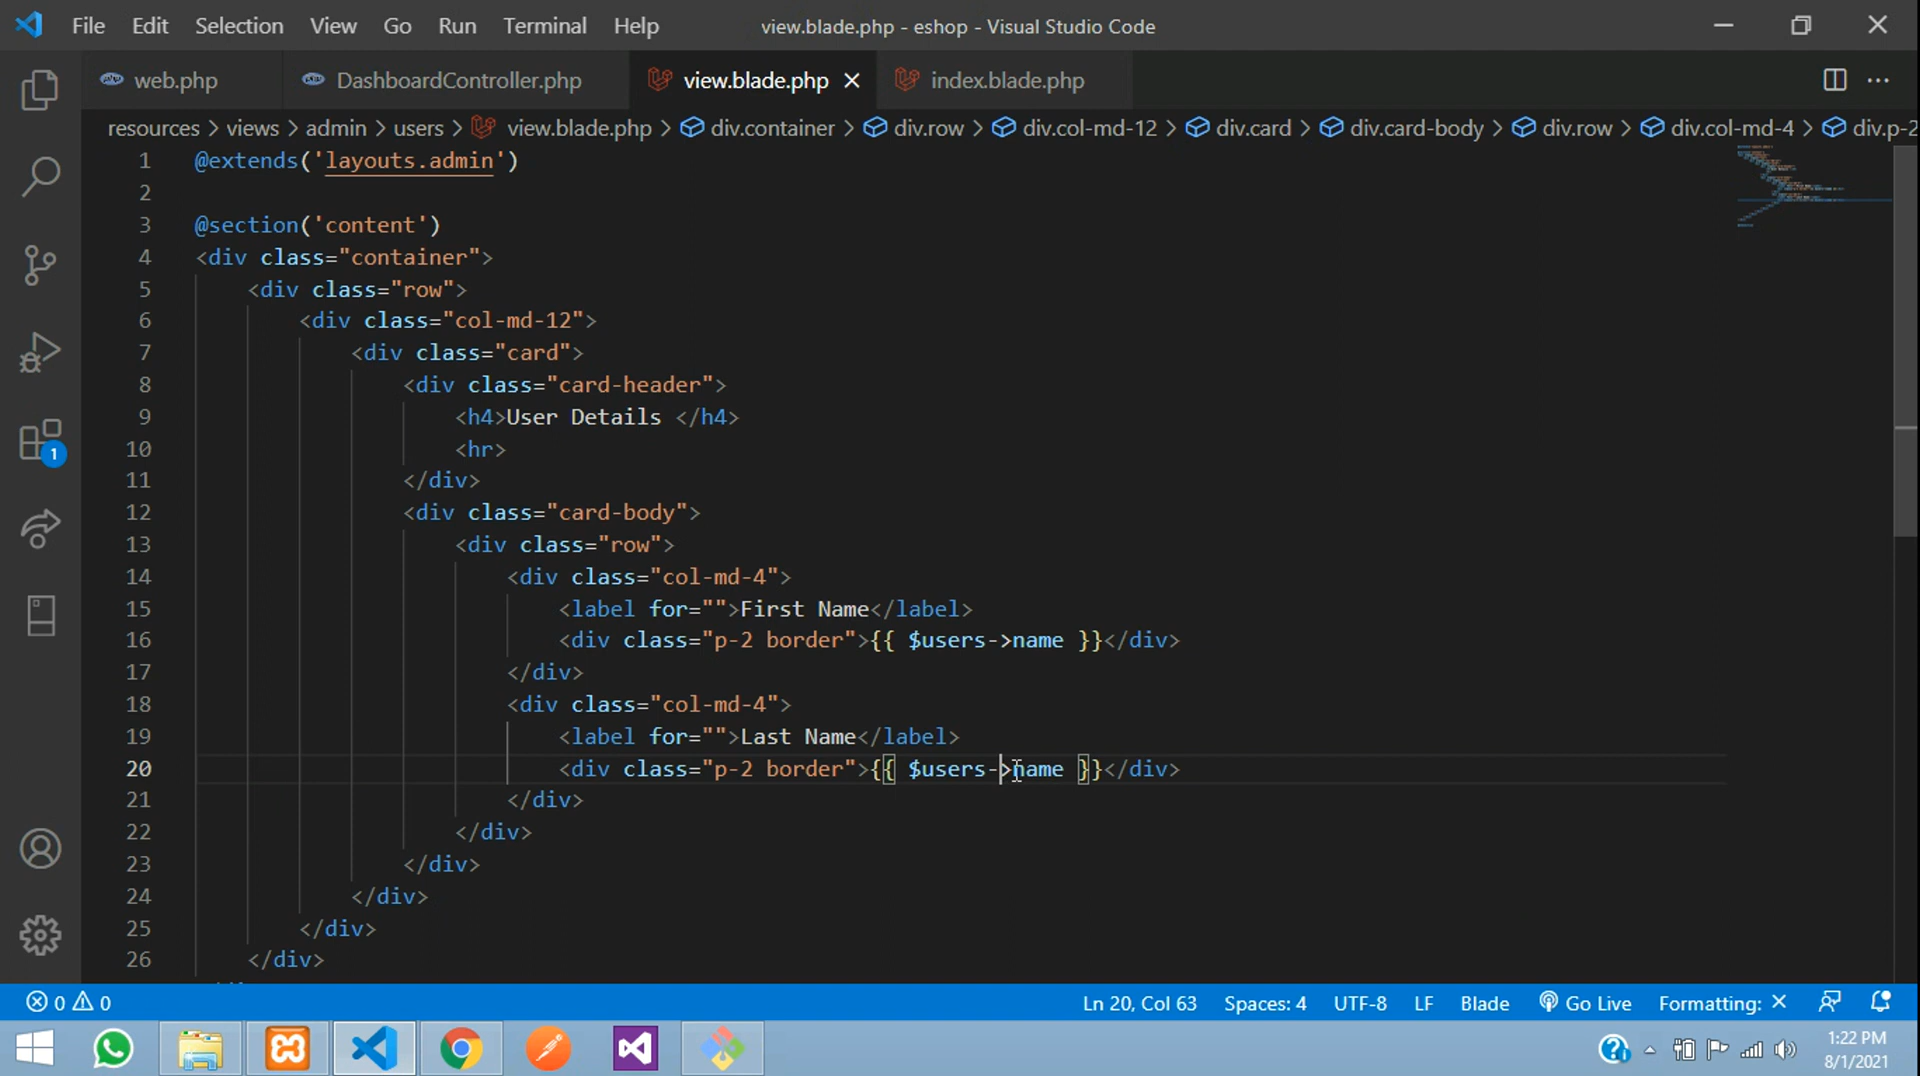 File Edit Selection View Go Run Terminal Help view.blade.php - eshop - Visual Studio Code
web.php DashboardController.php view.blade.php index.blade.php
resources > views > admin > users > view.blade.php > div.container > div.row > div.col-md-12 > div.card > div.card-body > div.row > div.col-md-4 > div.p-2
1 @extends('layouts.admin')
2
3 @section('content')
4 <div class="container">
5 <div class="row">
6 <div class="col-md-12">
7 <div class="card">
8 <div class="card-header">
9 <h4>User Details </h4>
10 <hr>
11 </div>
12 <div class="card-body">
13 <div class="row">
14 <div class="col-md-4">
15 <label for="">First Name</label>
16 <div class="p-2 border">{{ $users->name }}</div>
17 </div>
18 <div class="col-md-4">
19 <label for="">Last Name</label>
20 <div class="p-2 border">{{ $users->name }}</div>
21 </div>
22 </div>
23 </div>
24 </div>
25 </div>
26 </div>
1
0 0 Ln 20, Col 63 Spaces: 4 UTF-8 LF Blade Go Live Formatting: ×
1:22 PM
8/1/2021